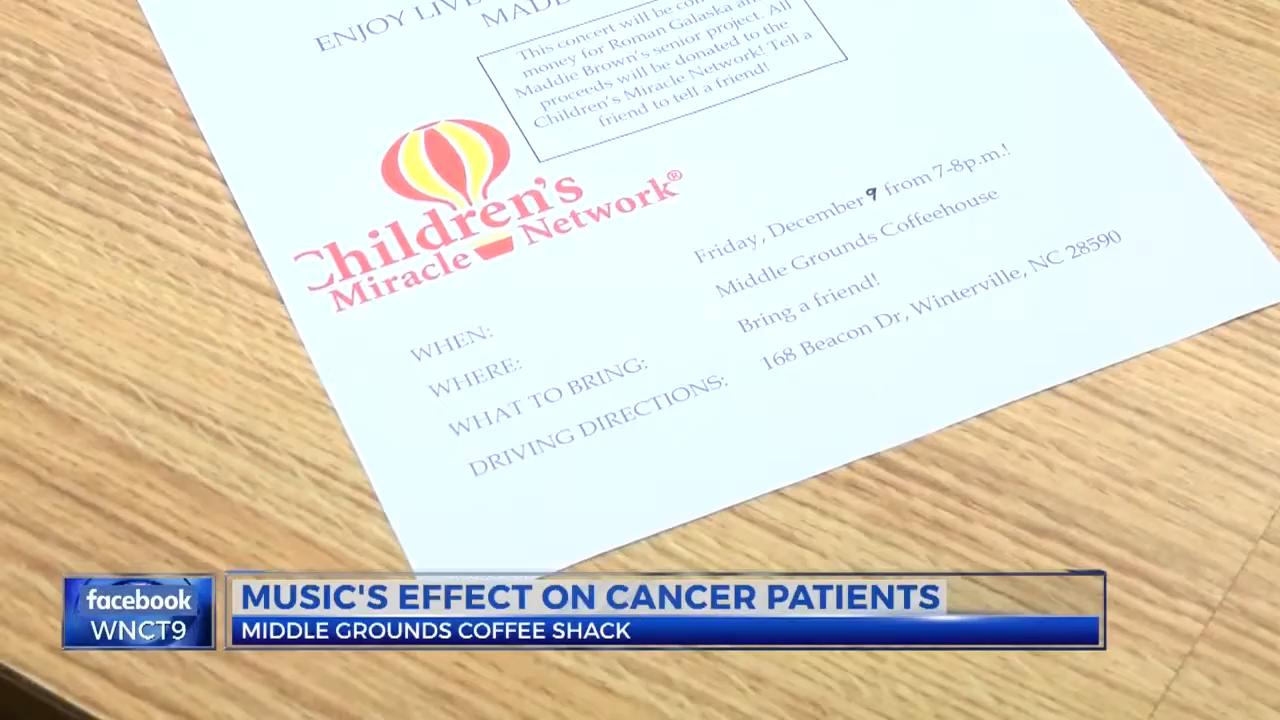 ENJOY LIVE
MADE
This concert will be con
money for Roman Galaska an
Maddie Brown's senior project. All
proceeds will be donated to the
Children's Miracle Network! Tell a
friend to tell a friend!
Children's
Miracle Network®
WHEN: Friday, December 9 from 7-8p.m.!
WHERE: Middle Grounds Coffeehouse
WHAT TO BRING: Bring a friend!
DRIVING DIRECTIONS: 168 Beacon Dr, Winterville, NC 28590
facebook
WNCT9
MUSIC'S EFFECT ON CANCER PATIENTS
MIDDLE GROUNDS COFFEE SHACK